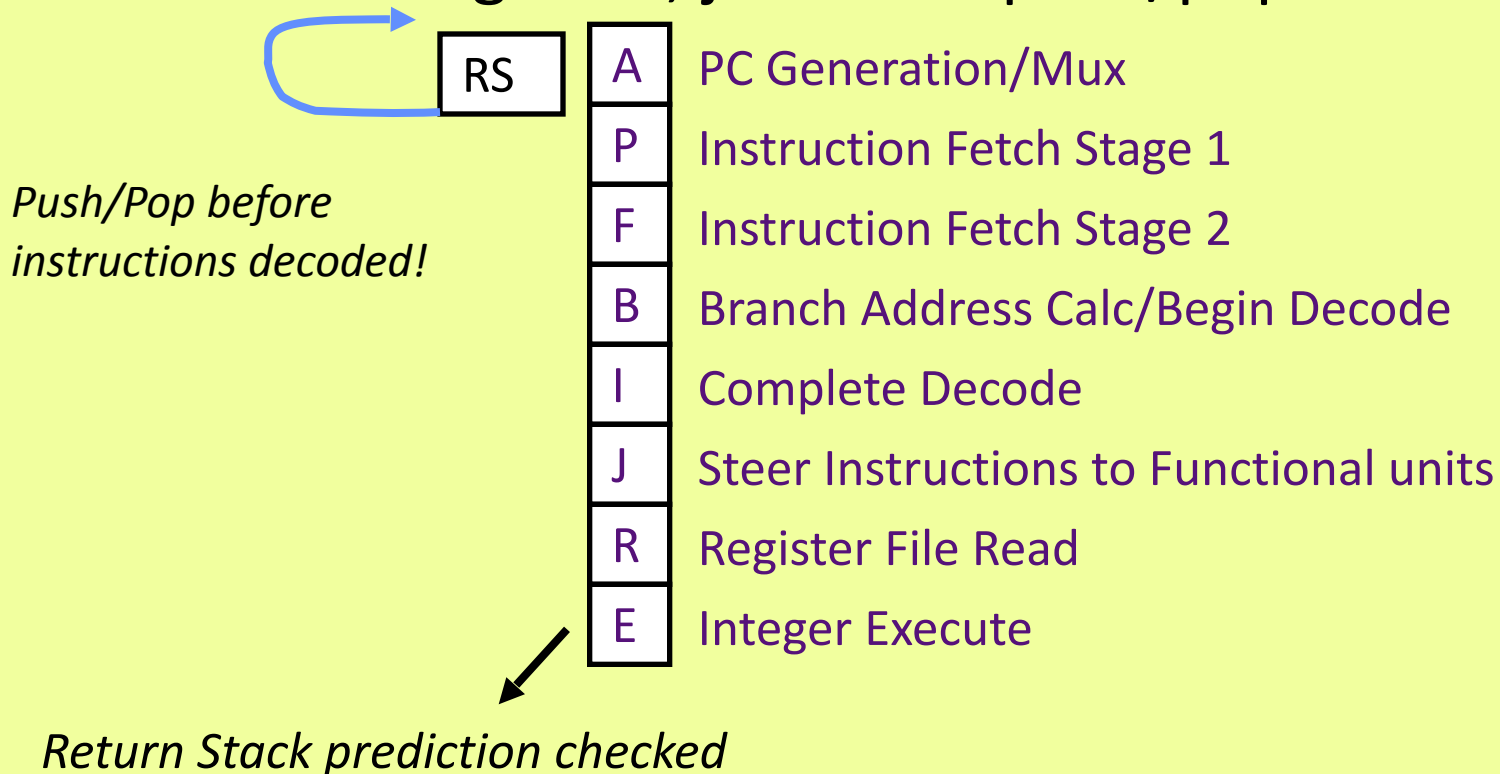 RS
A PC Generation/Mux
P Instruction Fetch Stage 1
Push/Pop before
instructions decoded!
F Instruction Fetch Stage 2
B Branch Address Calc/Begin Decode
I Complete Decode
J Steer Instructions to Functional units
R Register File Read
E Integer Execute
Return Stack prediction checked